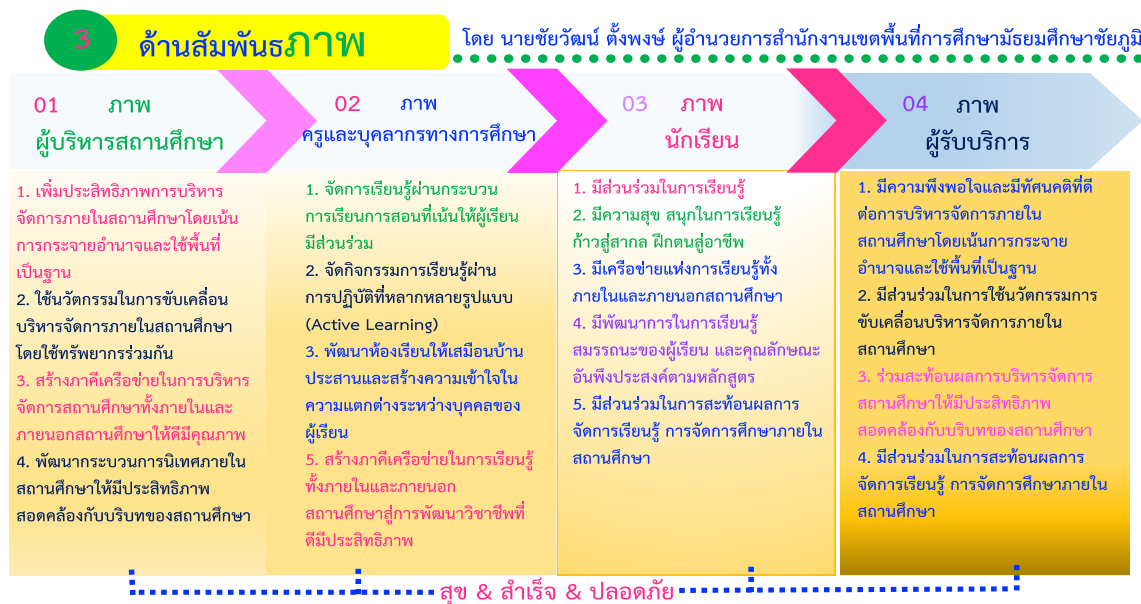 3 ด้านสัมพันธภาพ
โดย นายชัยวัฒน์ ตั้งพงษ์ ผู้อำนวยการสำนักงานเขตพื้นที่การศึกษามัธยมศึกษาชัยภูมิ
01 ภาพ
ผู้บริหารสถานศึกษา
02 ภาพ
ครูและบุคลากรทางการศึกษา
03 ภาพ
นักเรียน
04 ภาพ
ผู้รับบริการ
1. เพิ่มประสิทธิภาพการบริหาร
จัดการภายในสถานศึกษาโดยเน้น
การกระจายอำนาจและใช้พื้นที่
เป็นฐาน
2. ใช้นวัตกรรมในการขับเคลื่อน
บริหารจัดการภายในสถานศึกษา
โดยใช้ทรัพยากรร่วมกัน
3. สร้างภาคีเครือข่ายในการบริหาร
จัดการสถานศึกษาทั้งภายในและ
ภายนอกสถานศึกษาให้ดีมีคุณภาพ
4. พัฒนากระบวนการนิเทศภายใน
สถานศึกษาให้มีประสิทธิภาพ
สอดคล้องกับบริบทของสถานศึกษา
1. จัดการเรียนรู้ผ่านกระบวน
การเรียนการสอนที่เน้นให้ผู้เรียน
มีส่วนร่วม
2. จัดกิจกรรมการเรียนรู้ผ่าน
การปฏิบัติที่หลากหลายรูปแบบ
(Active Learning)
3. พัฒนาห้องเรียนให้เสมือนบ้าน
ประสานและสร้างความเข้าใจใน
ความแตกต่างระหว่างบุคคลของ
ผู้เรียน
5. สร้างภาคีเครือข่ายในการเรียนรู้
ทั้งภายในและภายนอก
สถานศึกษาสู่การพัฒนาวิชาชีพที่
ดีมีประสิทธิภาพ
1. มีส่วนร่วมในการเรียนรู้
2. มีความสุข สนุกในการเรียนรู้
ก้าวสู่สากล ฝึกตนสู่อาชีพ
3. มีเครือข่ายแห่งการเรียนรู้ทั้ง
ภายในและภายนอกสถานศึกษา
4. มีพัฒนาการในการเรียนรู้
สมรรถนะของผู้เรียน และคุณลักษณะ
อันพึงประสงค์ตามหลักสูตร
5. มีส่วนร่วมในการสะท้อนผลการ
จัดการเรียนรู้ การจัดการศึกษาภายใน
สถานศึกษา
1. มีความพึงพอใจและมีทัศนคติที่ดี
ต่อการบริหารจัดการภายใน
สถานศึกษาโดยเน้นการกระจาย
อำนาจและใช้พื้นที่เป็นฐาน
2. มีส่วนร่วมในการใช้นวัตกรรมการ
ขับเคลื่อนบริหารจัดการภายใน
สถานศึกษา
3. ร่วมสะท้อนผลการบริหารจัดการ
สถานศึกษาให้มีประสิทธิภาพ
สอดคล้องกับบริบทของสถานศึกษา
4. มีส่วนร่วมในการสะท้อนผลการ
จัดการเรียนรู้ การจัดการศึกษาภายใน
สถานศึกษา
สุข & สำเร็จ & ปลอดภัย